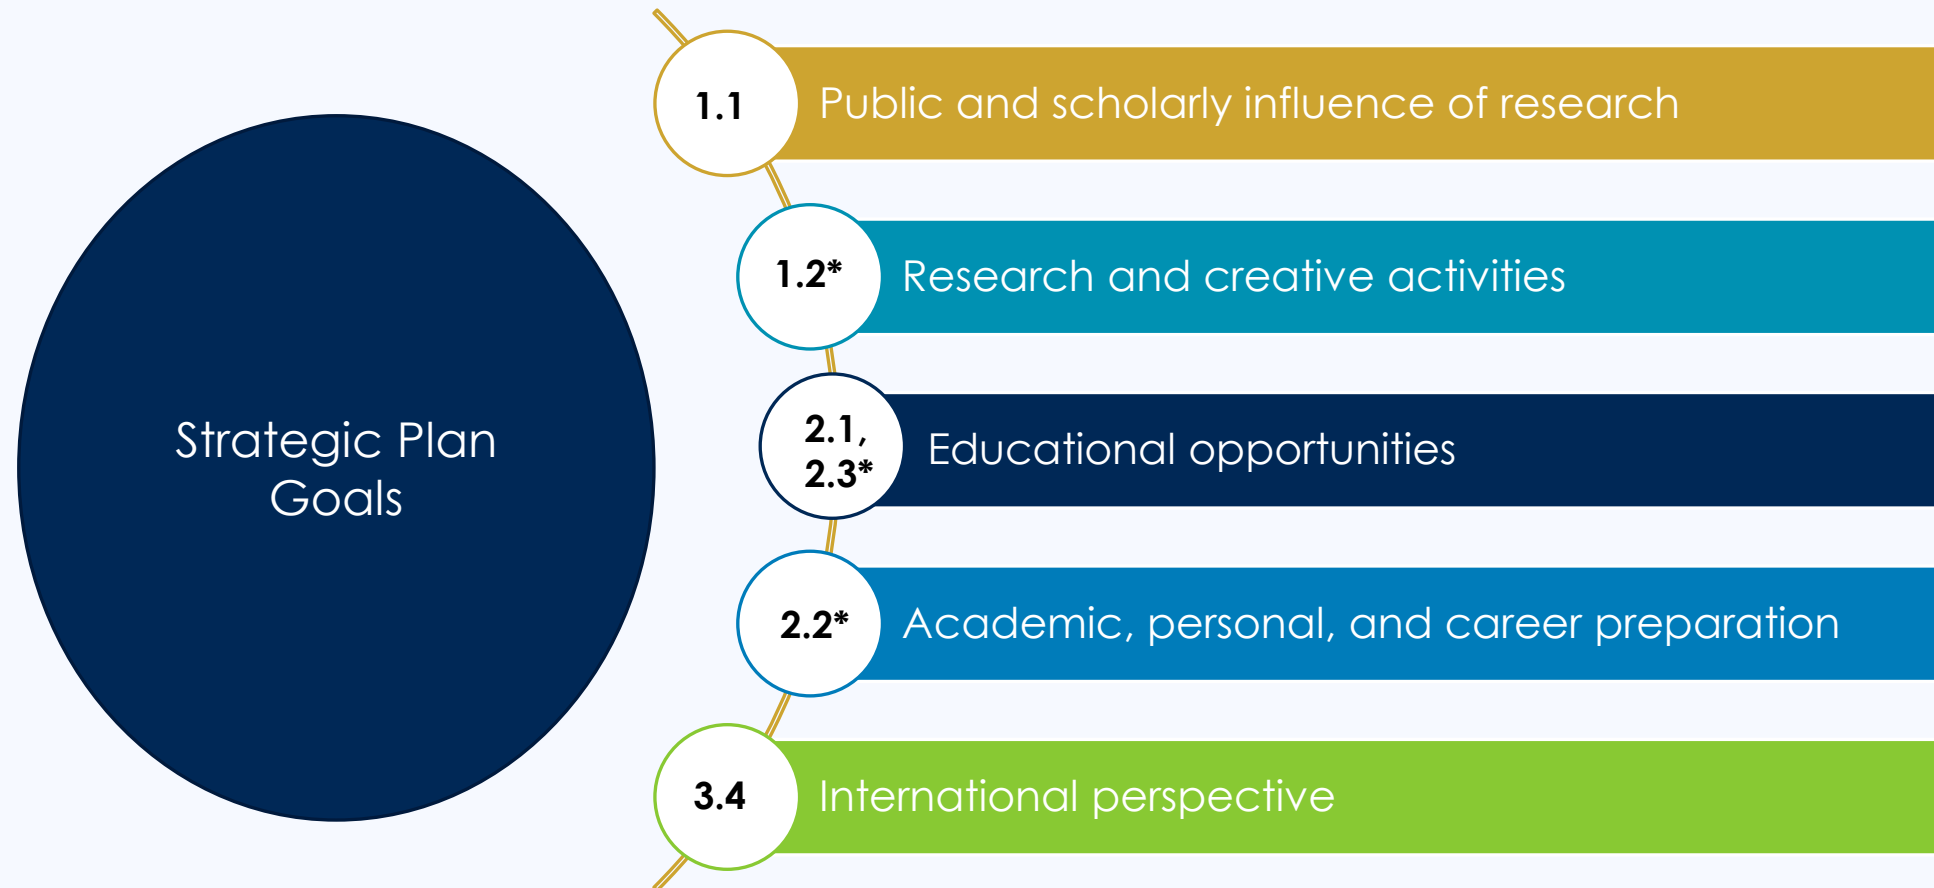 Strategic Plan
Goals
1.1
Public and scholarly influence of research
1.2*
Research and creative activities
2.1,
2.3*
Educational opportunities
2.2*
Academic, personal, and career preparation
3.4
International perspective